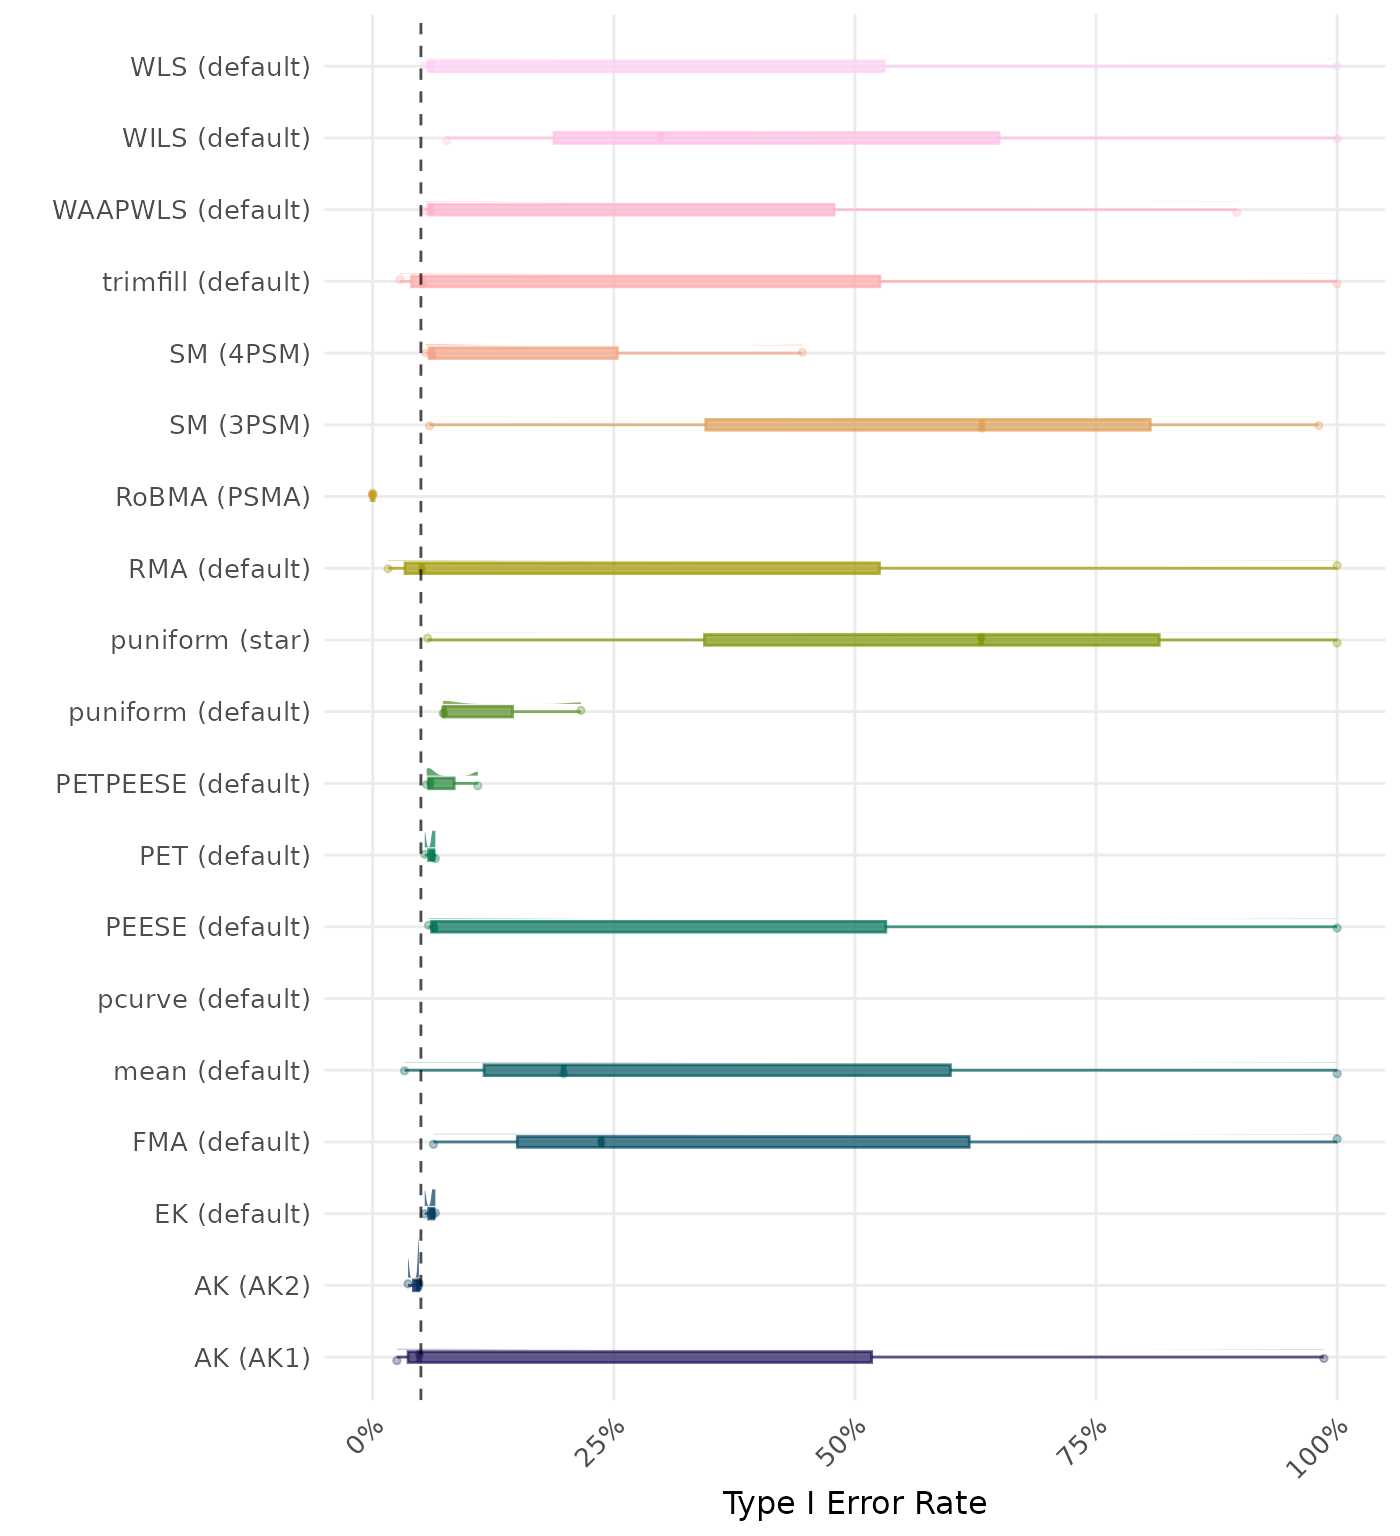 WLS (default)
WILS (default)
WAAPWLS (default)
trimfill (default)
SM (4PSM)
SM (3PSM)
RoBMA (PSMA)
RMA (default)
puniform (star)
puniform (default)
PETPEESE (default)
PET (default)
PEESE (default)
pcurve (default)
mean (default)
FMA (default)
EK (default)
AK (AK2)
AK (AK1)
0%
25%
50%
75%
100%
Type I Error Rate